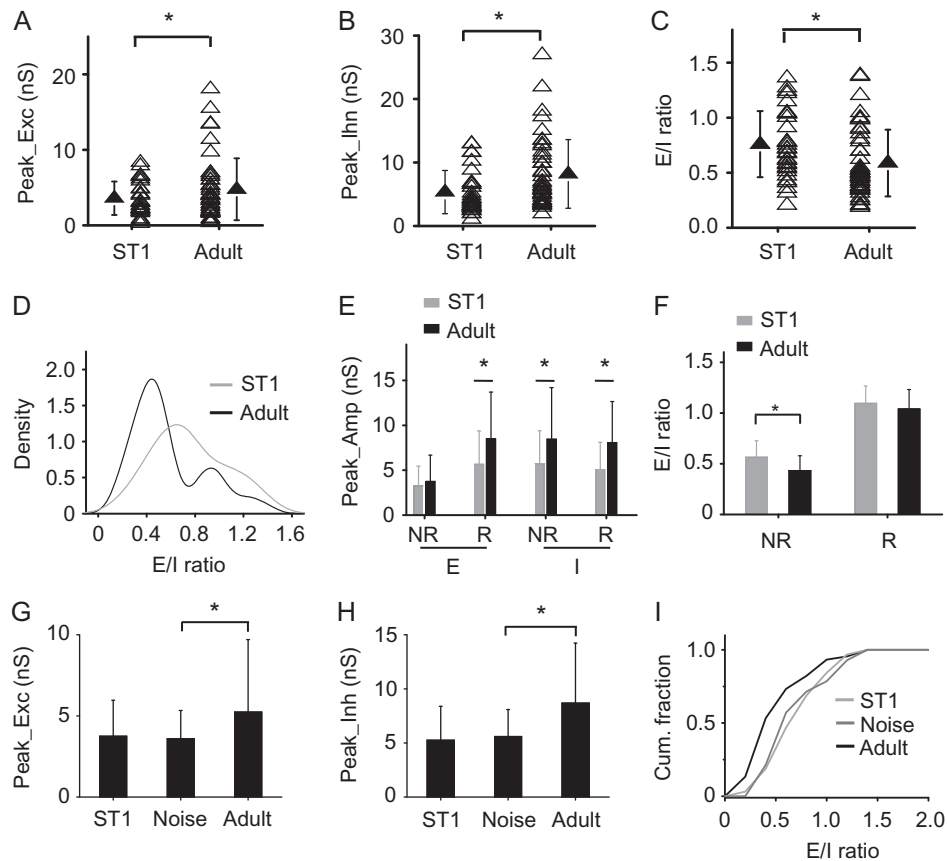 A
*
Peak_Exc (nS)
20
10
0
ST1 Adult
B
*
Peak_Ihn (nS)
30
20
10
0
ST1 Adult
C
*
E/I ratio
1.5
1.0
0.5
0.0
ST1 Adult
D
Density
2.0
1.5
1.0
0.5
0
ST1
Adult
0 0.4 0.8 1.2 1.6
E/I ratio
E
ST1
Adult
Peak_Amp (nS)
15
10
5
0
* * *
NR R NR R
E I
F
ST1
Adult
E/I ratio
1.5
1.0
0.5
0
*
NR R
G
*
Peak_Exc (nS)
10
5
0
ST1 Noise Adult
H
*
Peak_Inh (nS)
15
10
5
0
ST1 Noise Adult
I
Cum. fraction
1.0
0.5
0
ST1
Noise
Adult
0 0.5 1.0 1.5 2.0
E/I ratio